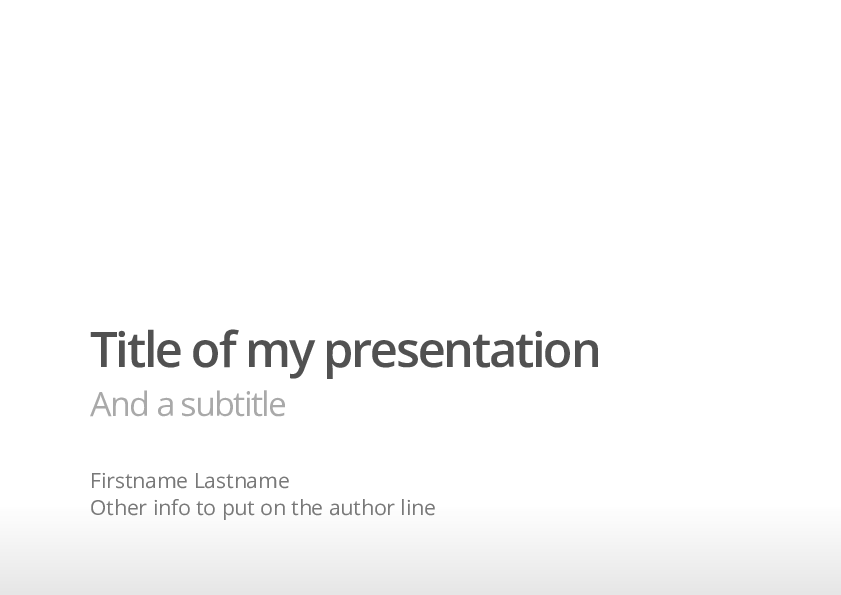 Title of my presentation
And a subtitle
Firstname Lastname
Other info to put on the author line